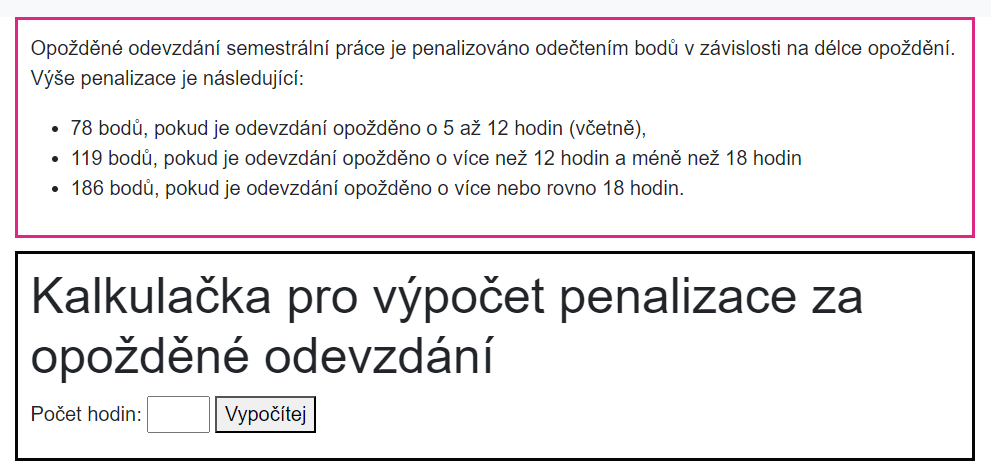 Opožděné odevzdání semestrální práce je penalizováno odečtením bodů v závislosti na délce opoždění.
Výše penalizace je následující:
• 78 bodů, pokud je odevzdání opožděno o 5 až 12 hodin (včetně),
• 119 bodů, pokud je odevzdání opožděno o více než 12 hodin a méně než 18 hodin
• 186 bodů, pokud je odevzdání opožděno o více nebo rovno 18 hodin.
Kalkulačka pro výpočet penalizace za
opožděné odevzdání
Počet hodin: Vypočítej